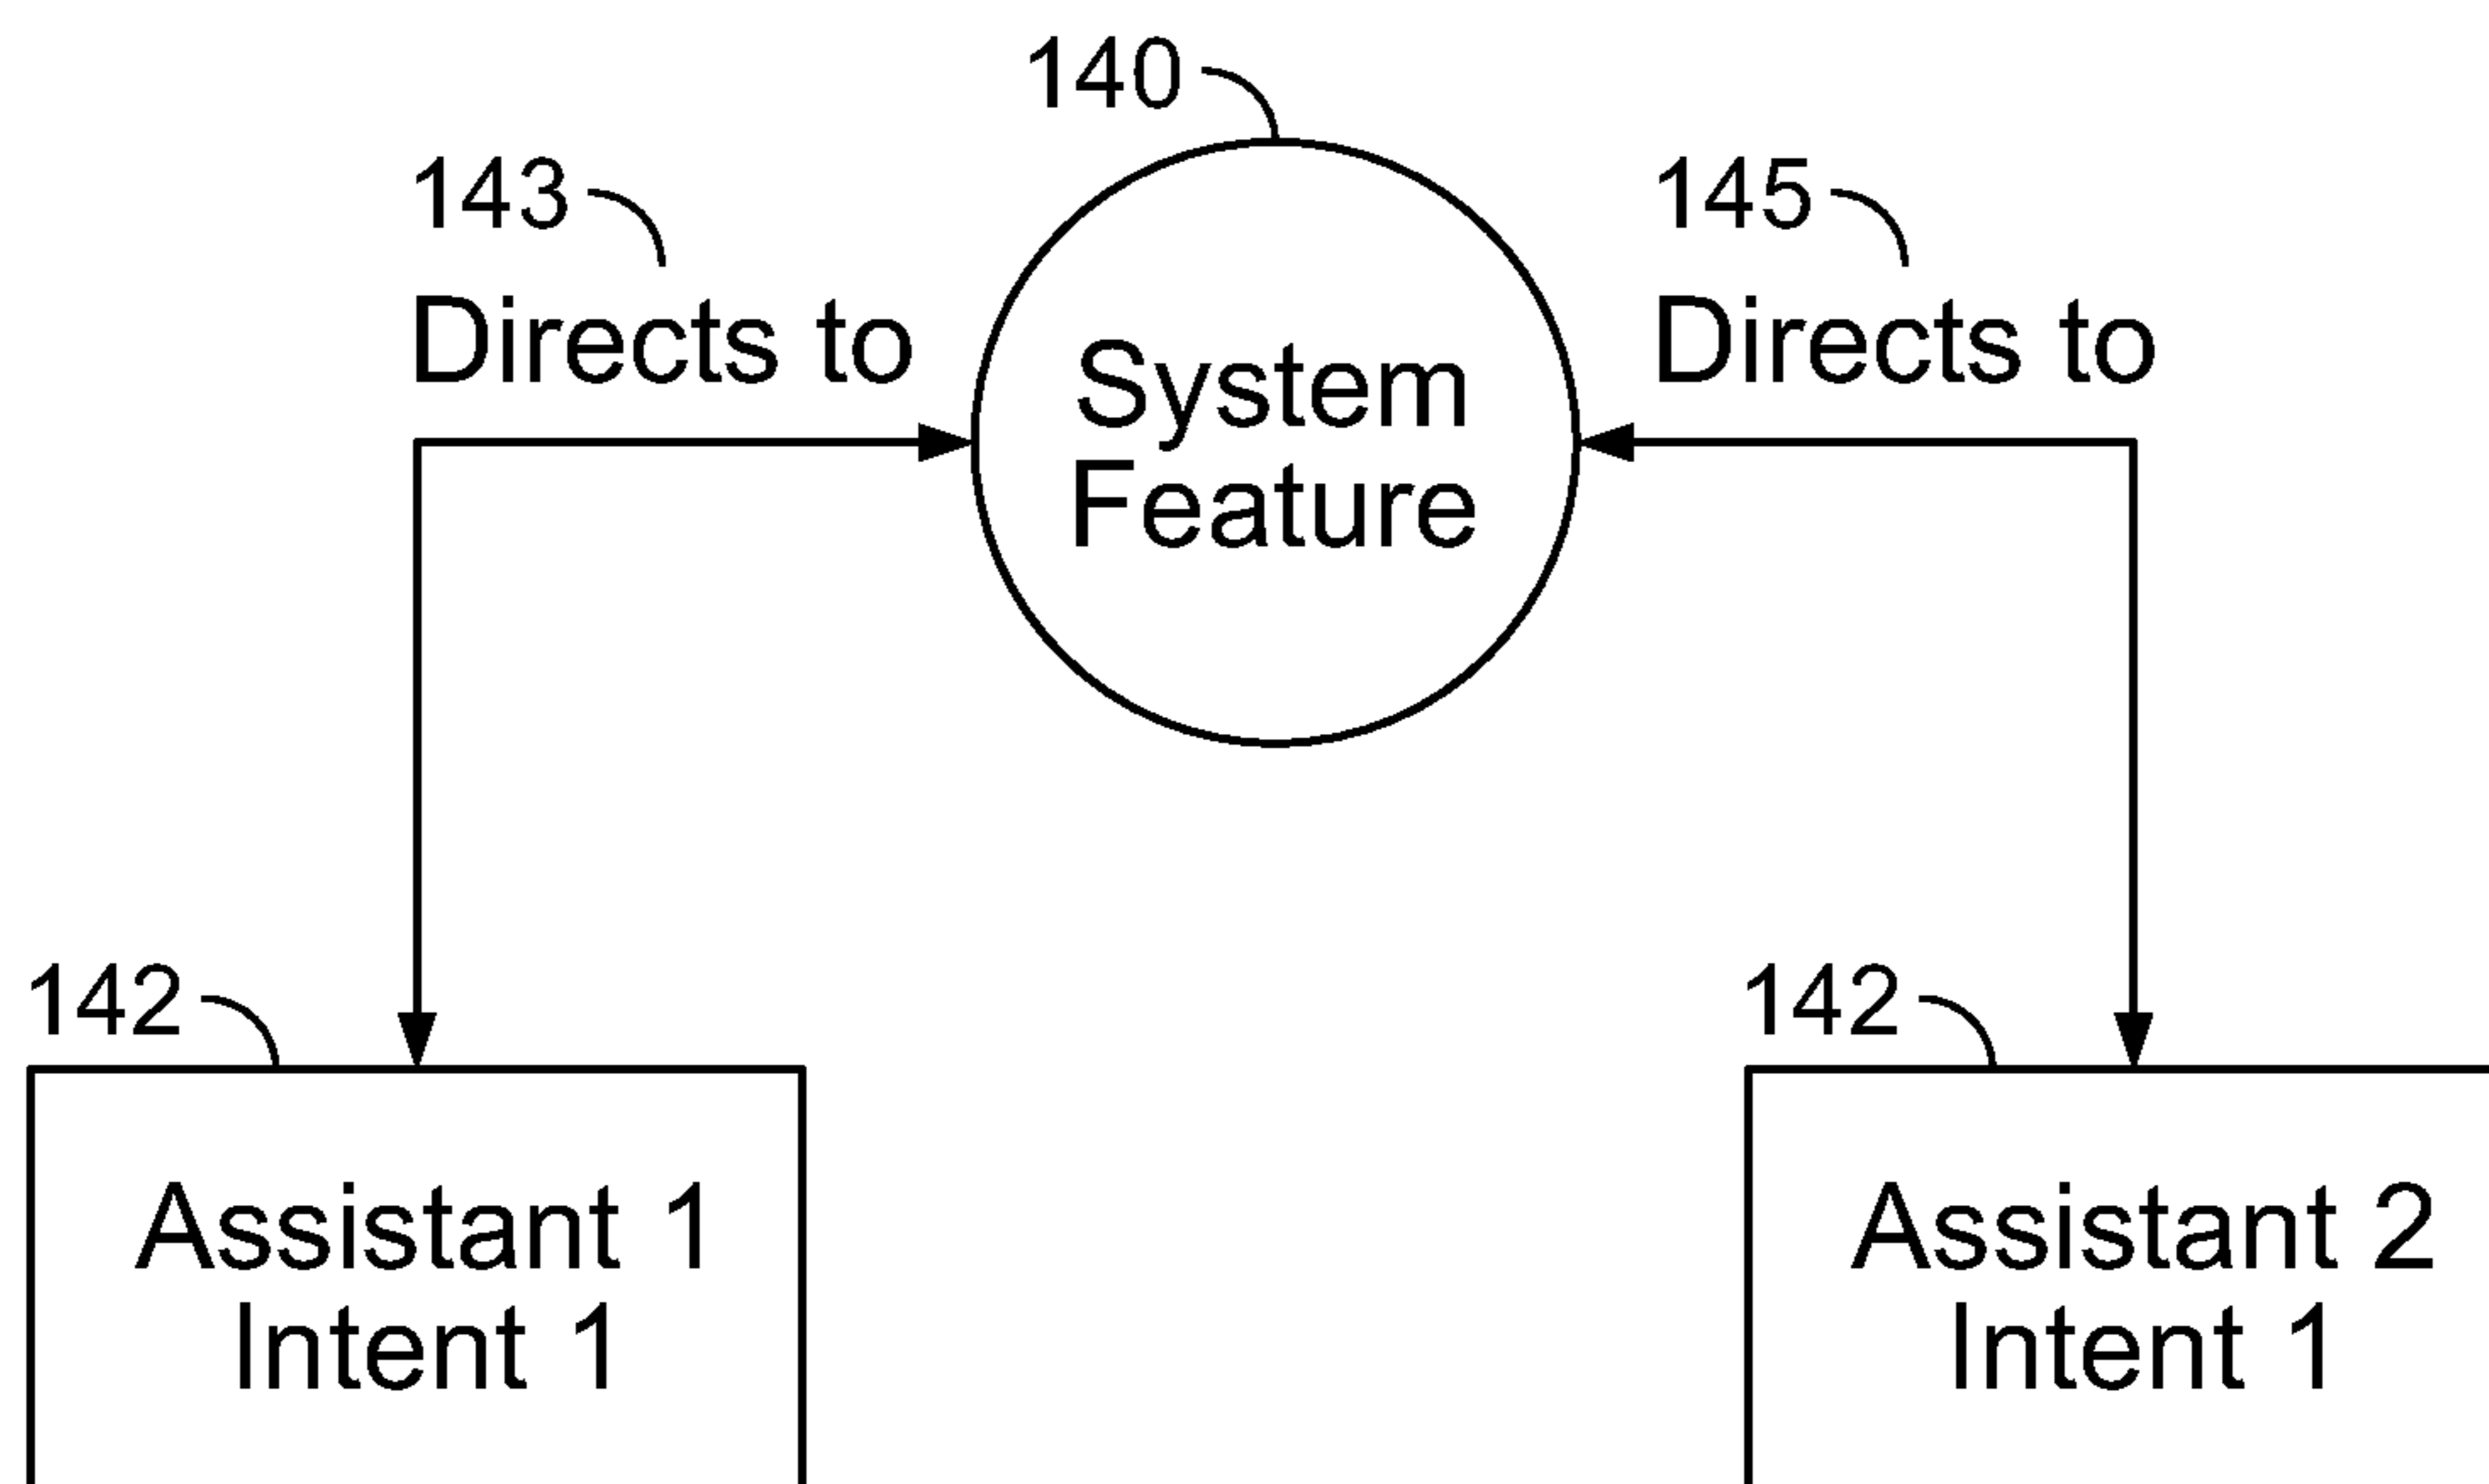 140
143
145
Directs to
Directs to
System
Feature
142
142
Assistant 1
Intent 1
Assistant 2
Intent 1